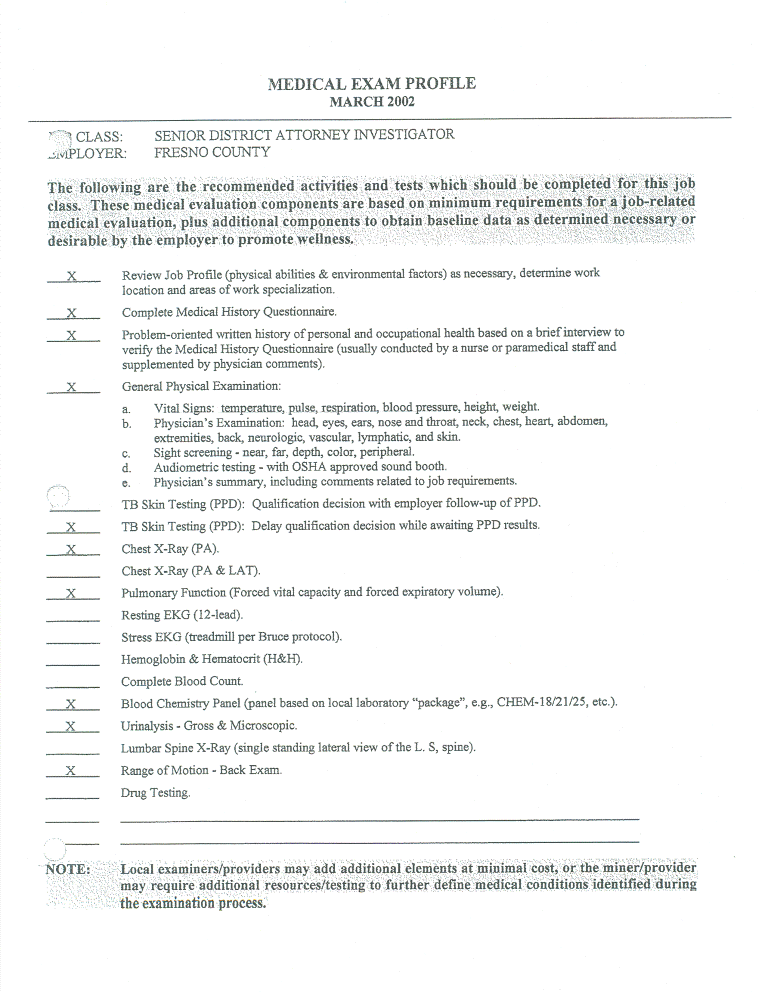 MEDICAL EXAM PROFILE
MARCH 2002
CLASS: SENIOR DISTRICT ATTORNEY INVESTIGATOR
EMPLOYER: FRESNO COUNTY
The following are the recommended activities and tests which should be completed for this job
class. These medical evaluation components are based on minimum requirements for a job-related
medical evaluation, plus additional components to obtain baseline data as determined necessary or
desirable by the employer to promote wellness.
X Review Job Profile (physical abilities & environmental factors) as necessary, determine work
location and areas of work specialization.
X Complete Medical History Questionnaire.
X Problem-oriented written history of personal and occupational health based on a brief interview to
verify the Medical History Questionnaire (usually conducted by a nurse or paramedical staff and
supplemented by physician comments).
X General Physical Examination:
a. Vital Signs: temperature, pulse, respiration, blood pressure, height, weight.
b. Physician's Examination: head, eyes, ears, nose and throat, neck, chest, heart, abdomen,
extremities, back, neurologic, vascular, lymphatic, and skin.
c. Sight screening - near, far, depth, color, peripheral.
d. Audiometric testing - with OSHA approved sound booth.
e. Physician's summary, including comments related to job requirements.
TB Skin Testing (PPD): Qualification decision with employer follow-up of PPD.
X TB Skin Testing (PPD): Delay qualification decision while awaiting PPD results.
X Chest X-Ray (PA).
Chest X-Ray (PA & LAT).
X Pulmonary Function (Forced vital capacity and forced expiratory volume).
Resting EKG (12-lead).
Stress EKG (treadmill per Bruce protocol).
Hemoglobin & Hematocrit (H&H).
Complete Blood Count.
X Blood Chemistry Panel (panel based on local laboratory "package", e.g., CHEM-18/21/25, etc.).
X Urinalysis - Gross & Microscopic.
Lumbar Spine X-Ray (single standing lateral view of the L. S, spine).
X Range of Motion - Back Exam.
Drug Testing.
NOTE: Local examiners/providers may add additional elements at minimal cost, or the miner/provider
may require additional resources/testing to further define medical conditions identified during
the examination process.